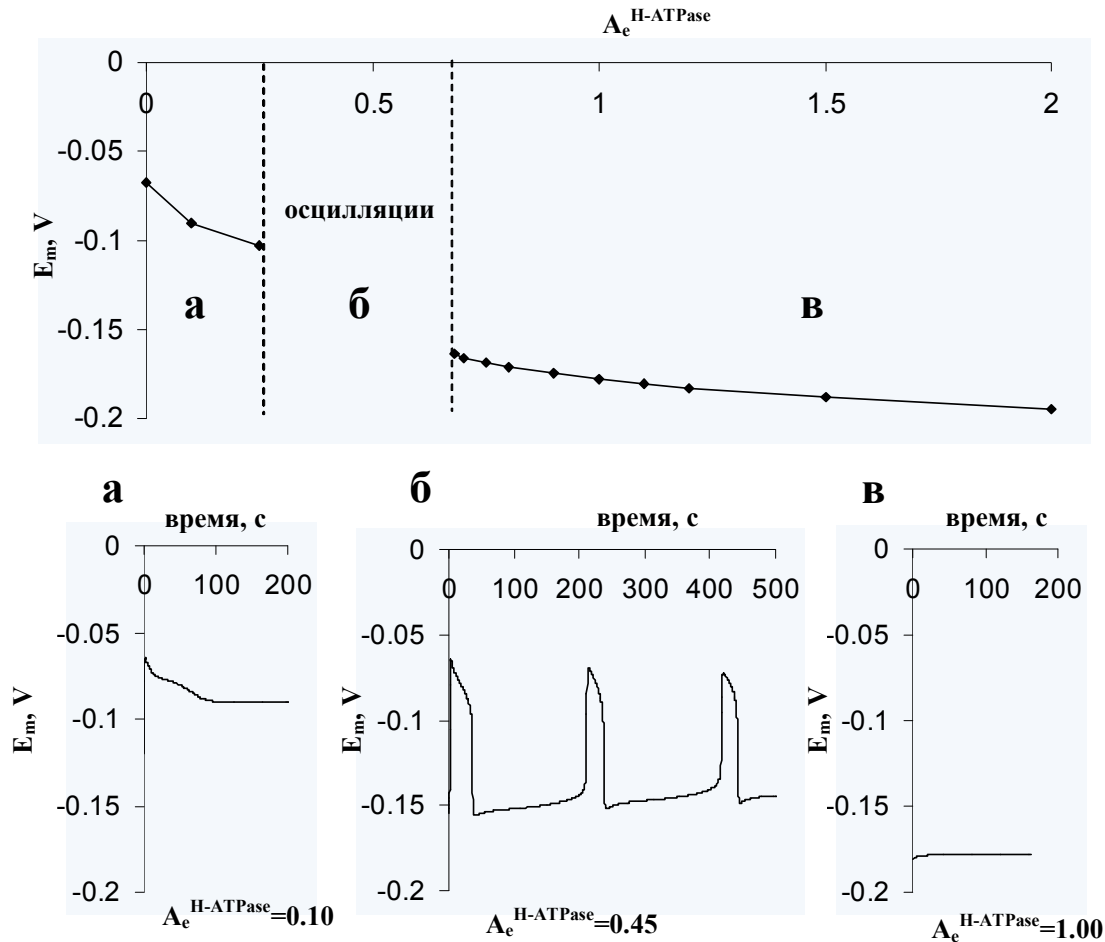 A_e^H-ATPase
0
0 0.5 1 1.5 2
-0.05
-0.1
-0.15
-0.2
E_m, V
осцилляции
а б в
а б в
время, с время, с время, с
0 0 0
0 100 200 0 100 200 300 400 500 0 100 200
-0.05 -0.05 -0.05
-0.1 -0.1 -0.1
-0.15 -0.15 -0.15
-0.2 -0.2 -0.2
E_m, V E_m, V E_m, V
A_e^H-ATPase=0.10 A_e^H-ATPase=0.45 A_e^H-ATPase=1.00